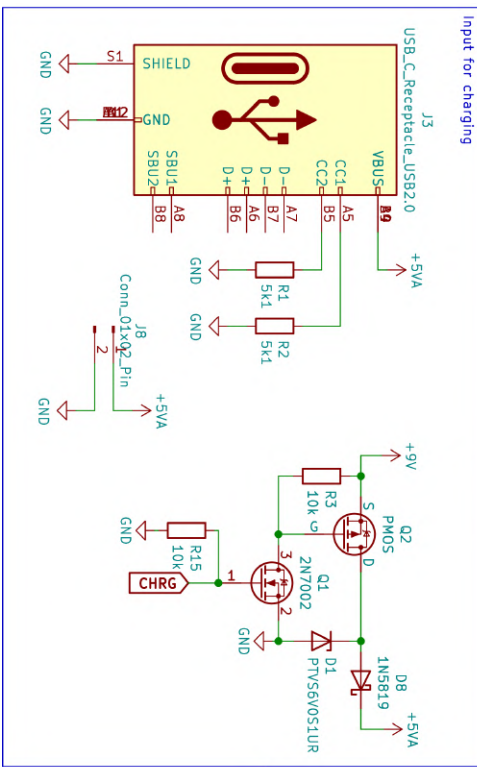 Input for charging
J3
USB_C_Receptacle_USB2.0
SHIELD
S1
GND
GND
GND
VBUS
CC1
A5
CC2
B5
D-
A7
D-
B7
D+
A6
D+
B6
SBU1
A8
SBU2
B8
+5VA
R1
5k1
GND
R2
5k1
GND
J8
Conn_01x02_Pin
1
2
+5VA
GND
+9V
R3
10k
Q2
PMOS
S
G
D
Q1
2N7002
3
1
2
CHRG
R15
10k
GND
GND
D1
PTVS6V0S1UR
D8
1N5819
+5VA